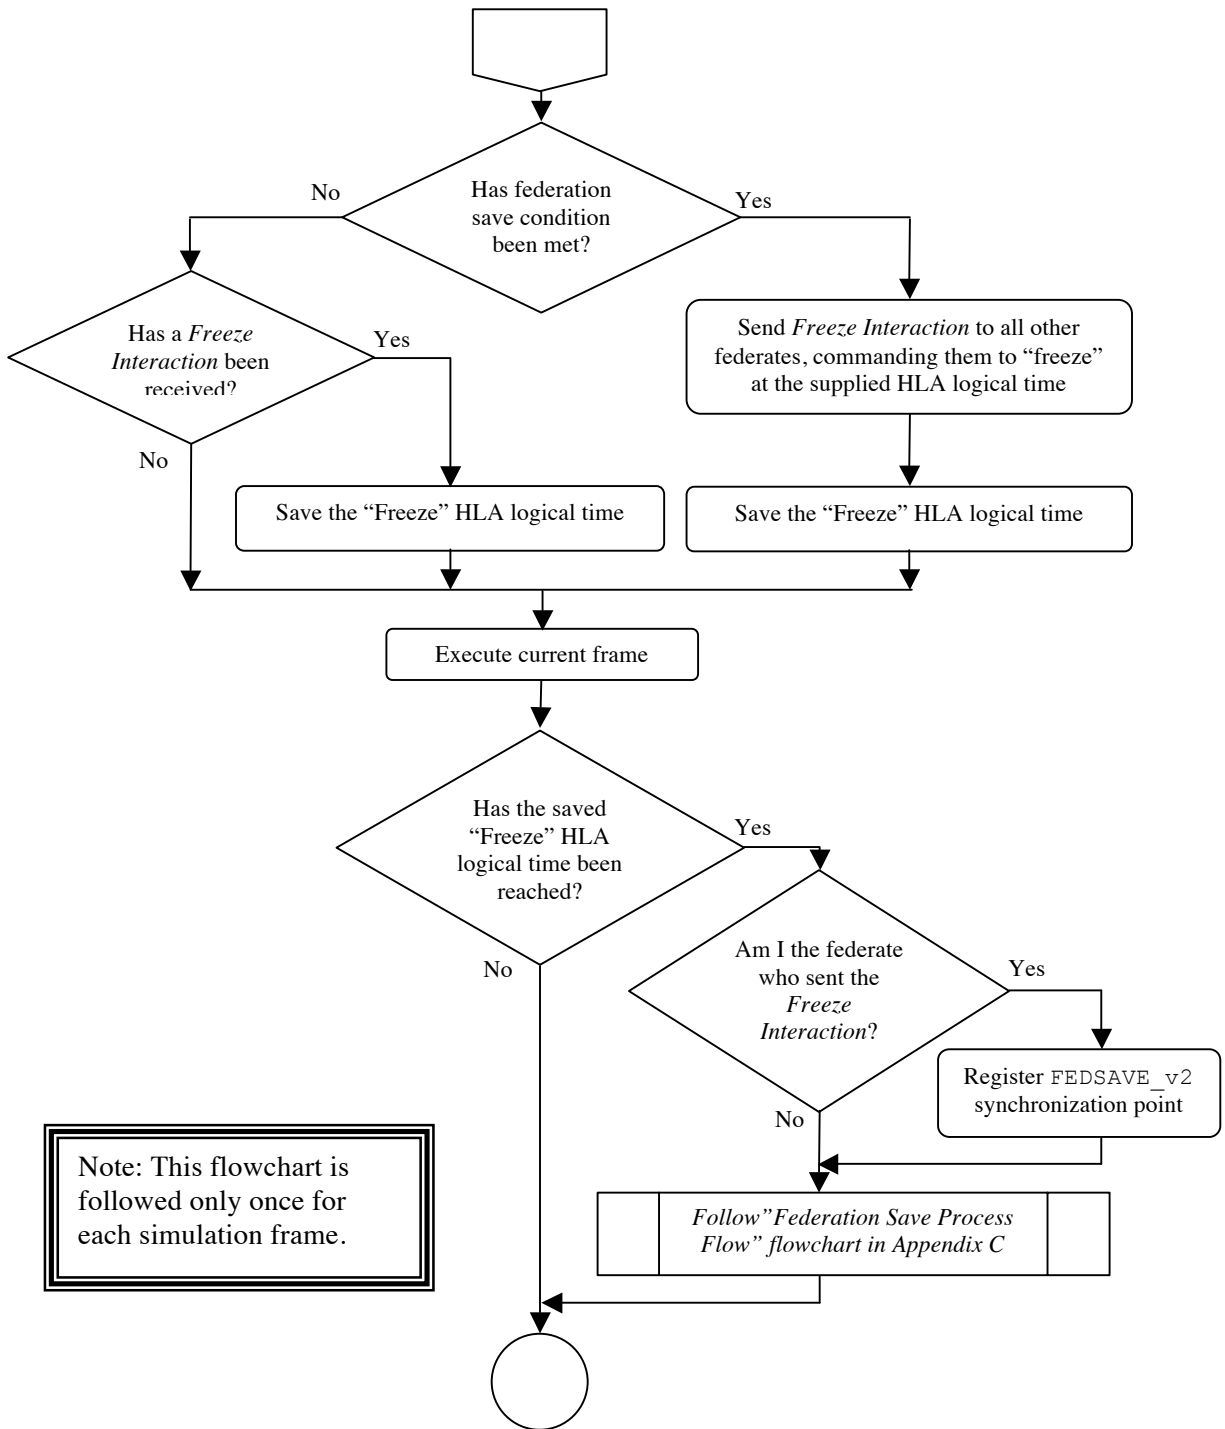 Has federation
save condition
been met?
No
Yes
Has a Freeze
Interaction been
received?
Yes
No
Send Freeze Interaction to all other
federates, commanding them to “freeze”
at the supplied HLA logical time
Save the “Freeze” HLA logical time
Save the “Freeze” HLA logical time
Execute current frame
Has the saved
“Freeze” HLA
logical time been
reached?
Yes
No
Am I the federate
who sent the
Freeze
Interaction?
Yes
No
Register FEDSAVE_v2
synchronization point
Note: This flowchart is
followed only once for
each simulation frame.
Follow”Federation Save Process
Flow” flowchart in Appendix C